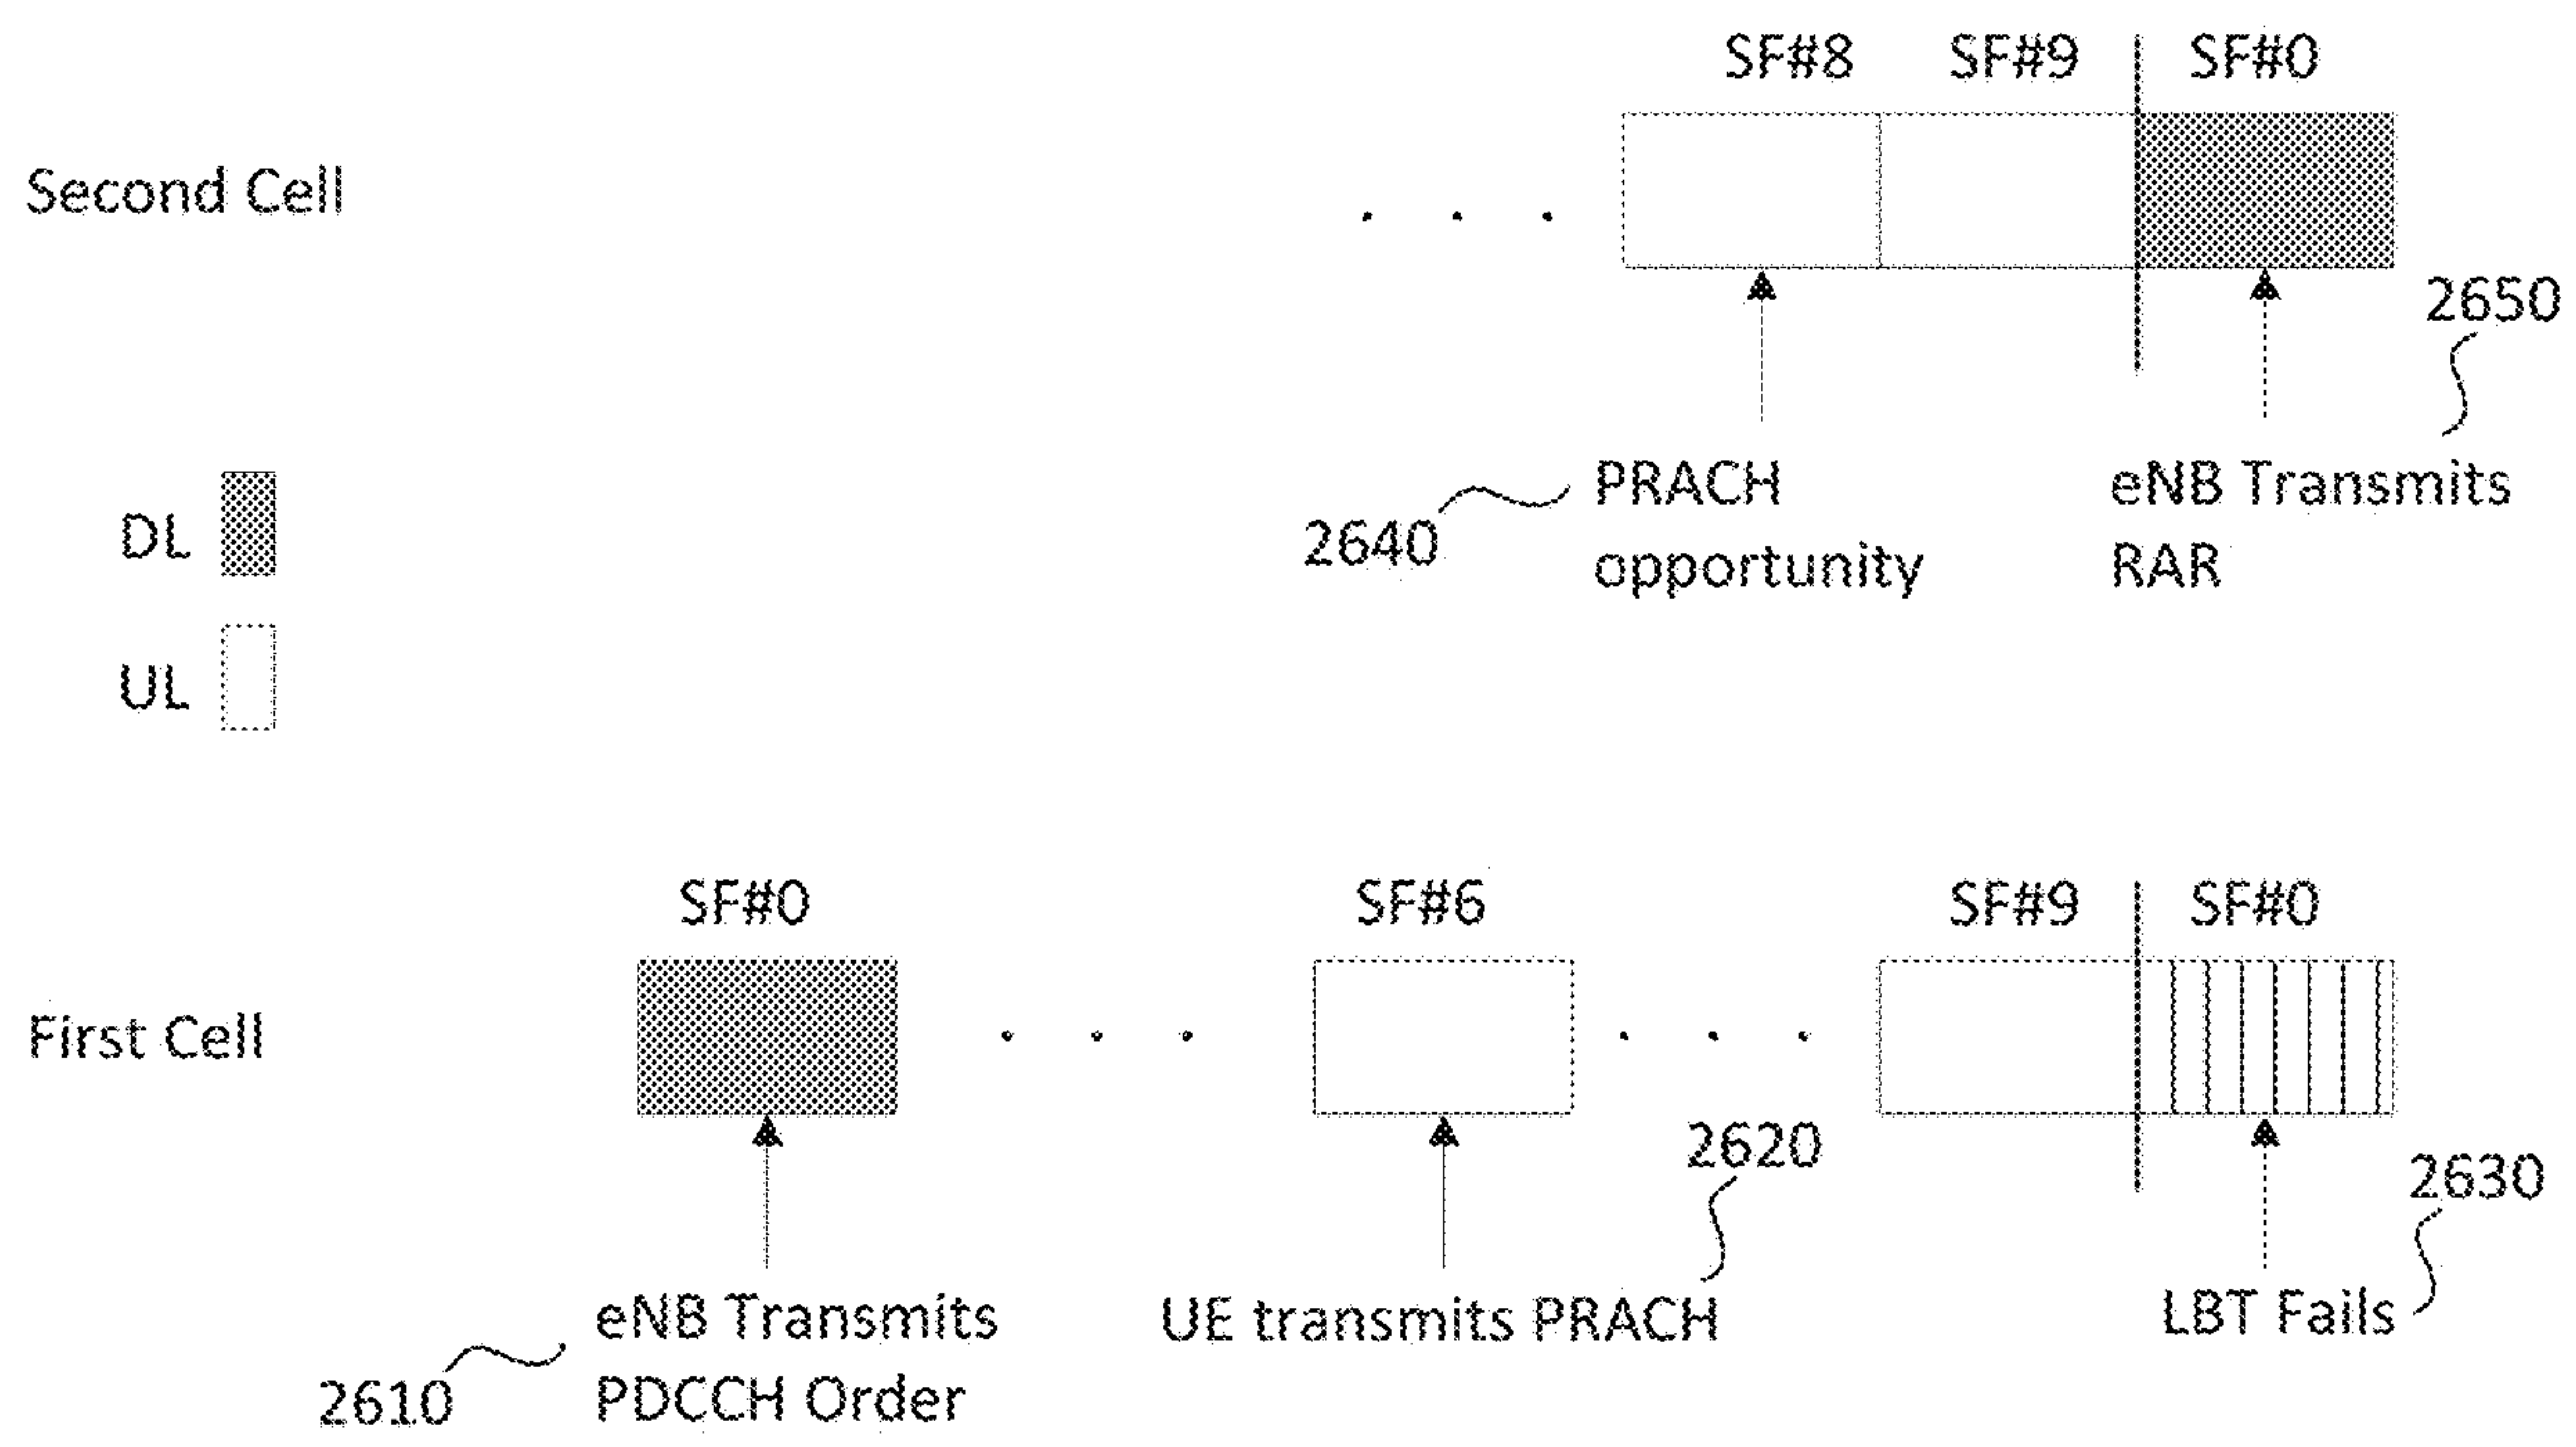 SF#8 SF#9 SF#0
Second Cell
2650
PRACH
opportunity
2640
eNB Transmits
RAR
DL
UL
SF#0 SF#6 SF#9 SF#0
First Cell
2620
2630
eNB Transmits
PDCCH Order
2610
UE transmits PRACH
LBT Fails